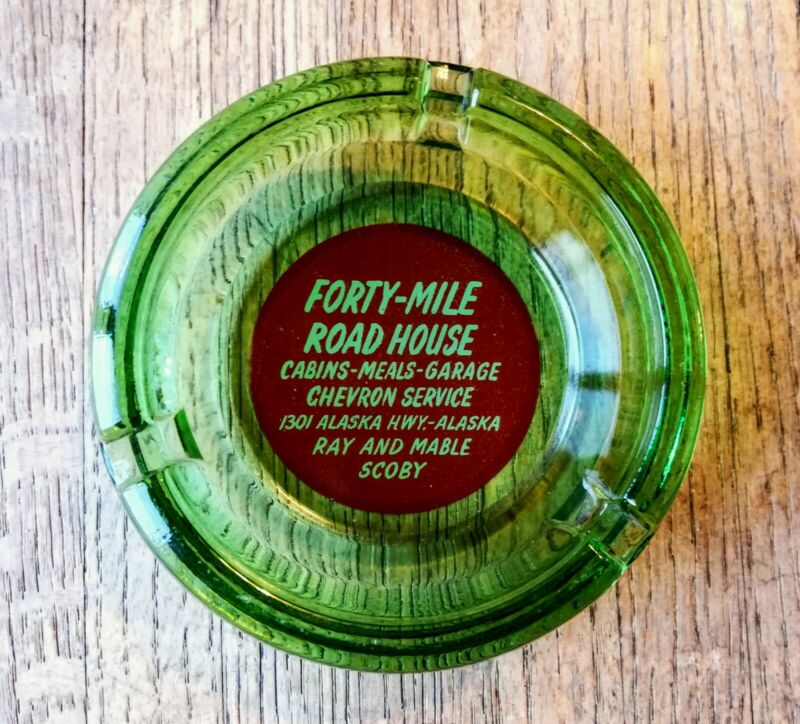 FORTY-MILE
ROAD HOUSE
CABINS-MEALS-GARAGE
CHEVRON SERVICE
1301 ALASKA HWY.-ALASKA
RAY AND MABLE
SCOBY